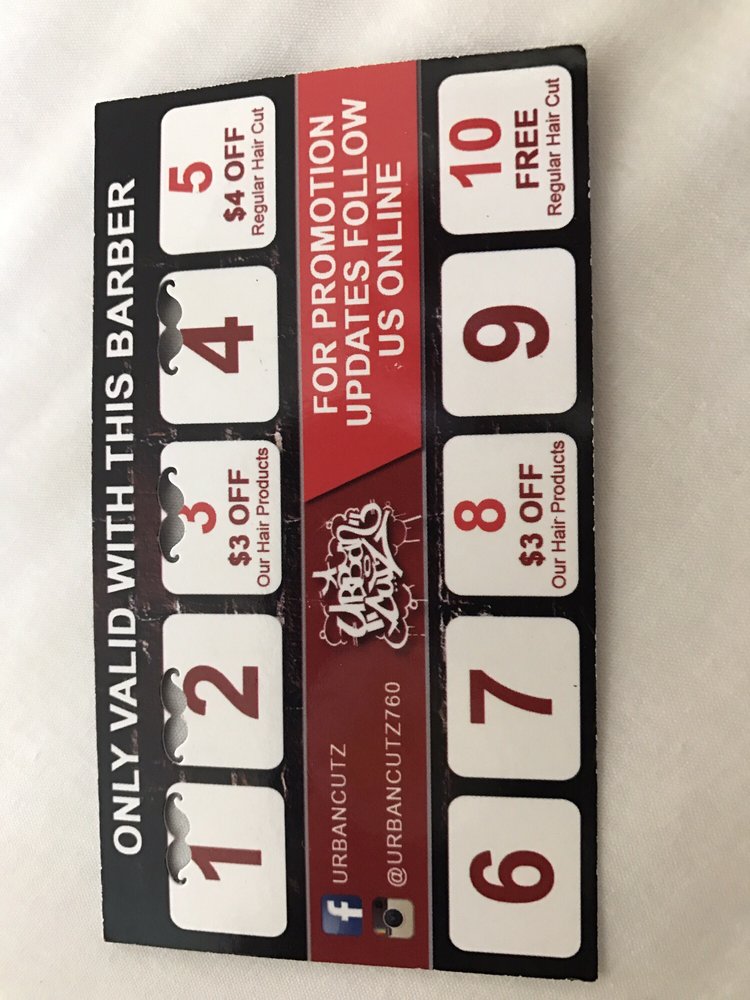 ONLY VALID WITH THIS BARBER
1
2
3
$3 OFF
Our Hair Products
4
5
$4 OFF
Regular Hair Cut
URBANCUTZ
@URBANCUTZ760
URBAN
CUTZ
FOR PROMOTION
UPDATES FOLLOW
US ONLINE
6
7
8
$3 OFF
Our Hair Products
9
10
FREE
Regular Hair Cut